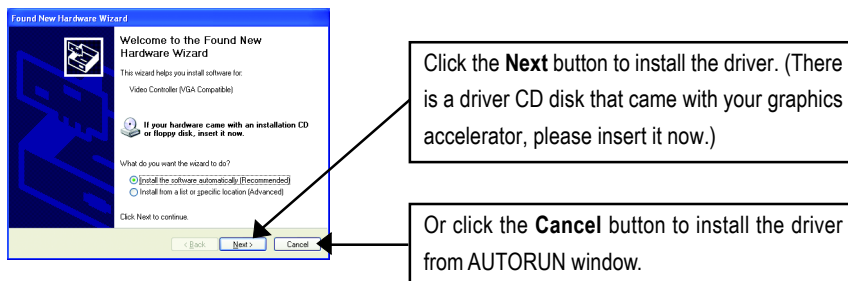 Found New Hardware Wizard
Welcome to the Found New
Hardware Wizard
This wizard helps you install software for:
Video Controller (VGA Compatible)
If your hardware came with an installation CD
or floppy disk, insert it now.
What do you want the wizard to do?
Install the software automatically (Recommended)
Install from a list or specific location (Advanced)
Click Next to continue.
< Back
Next >
Cancel
Click the Next button to install the driver. (There
is a driver CD disk that came with your graphics
accelerator, please insert it now.)
Or click the Cancel button to install the driver
from AUTORUN window.